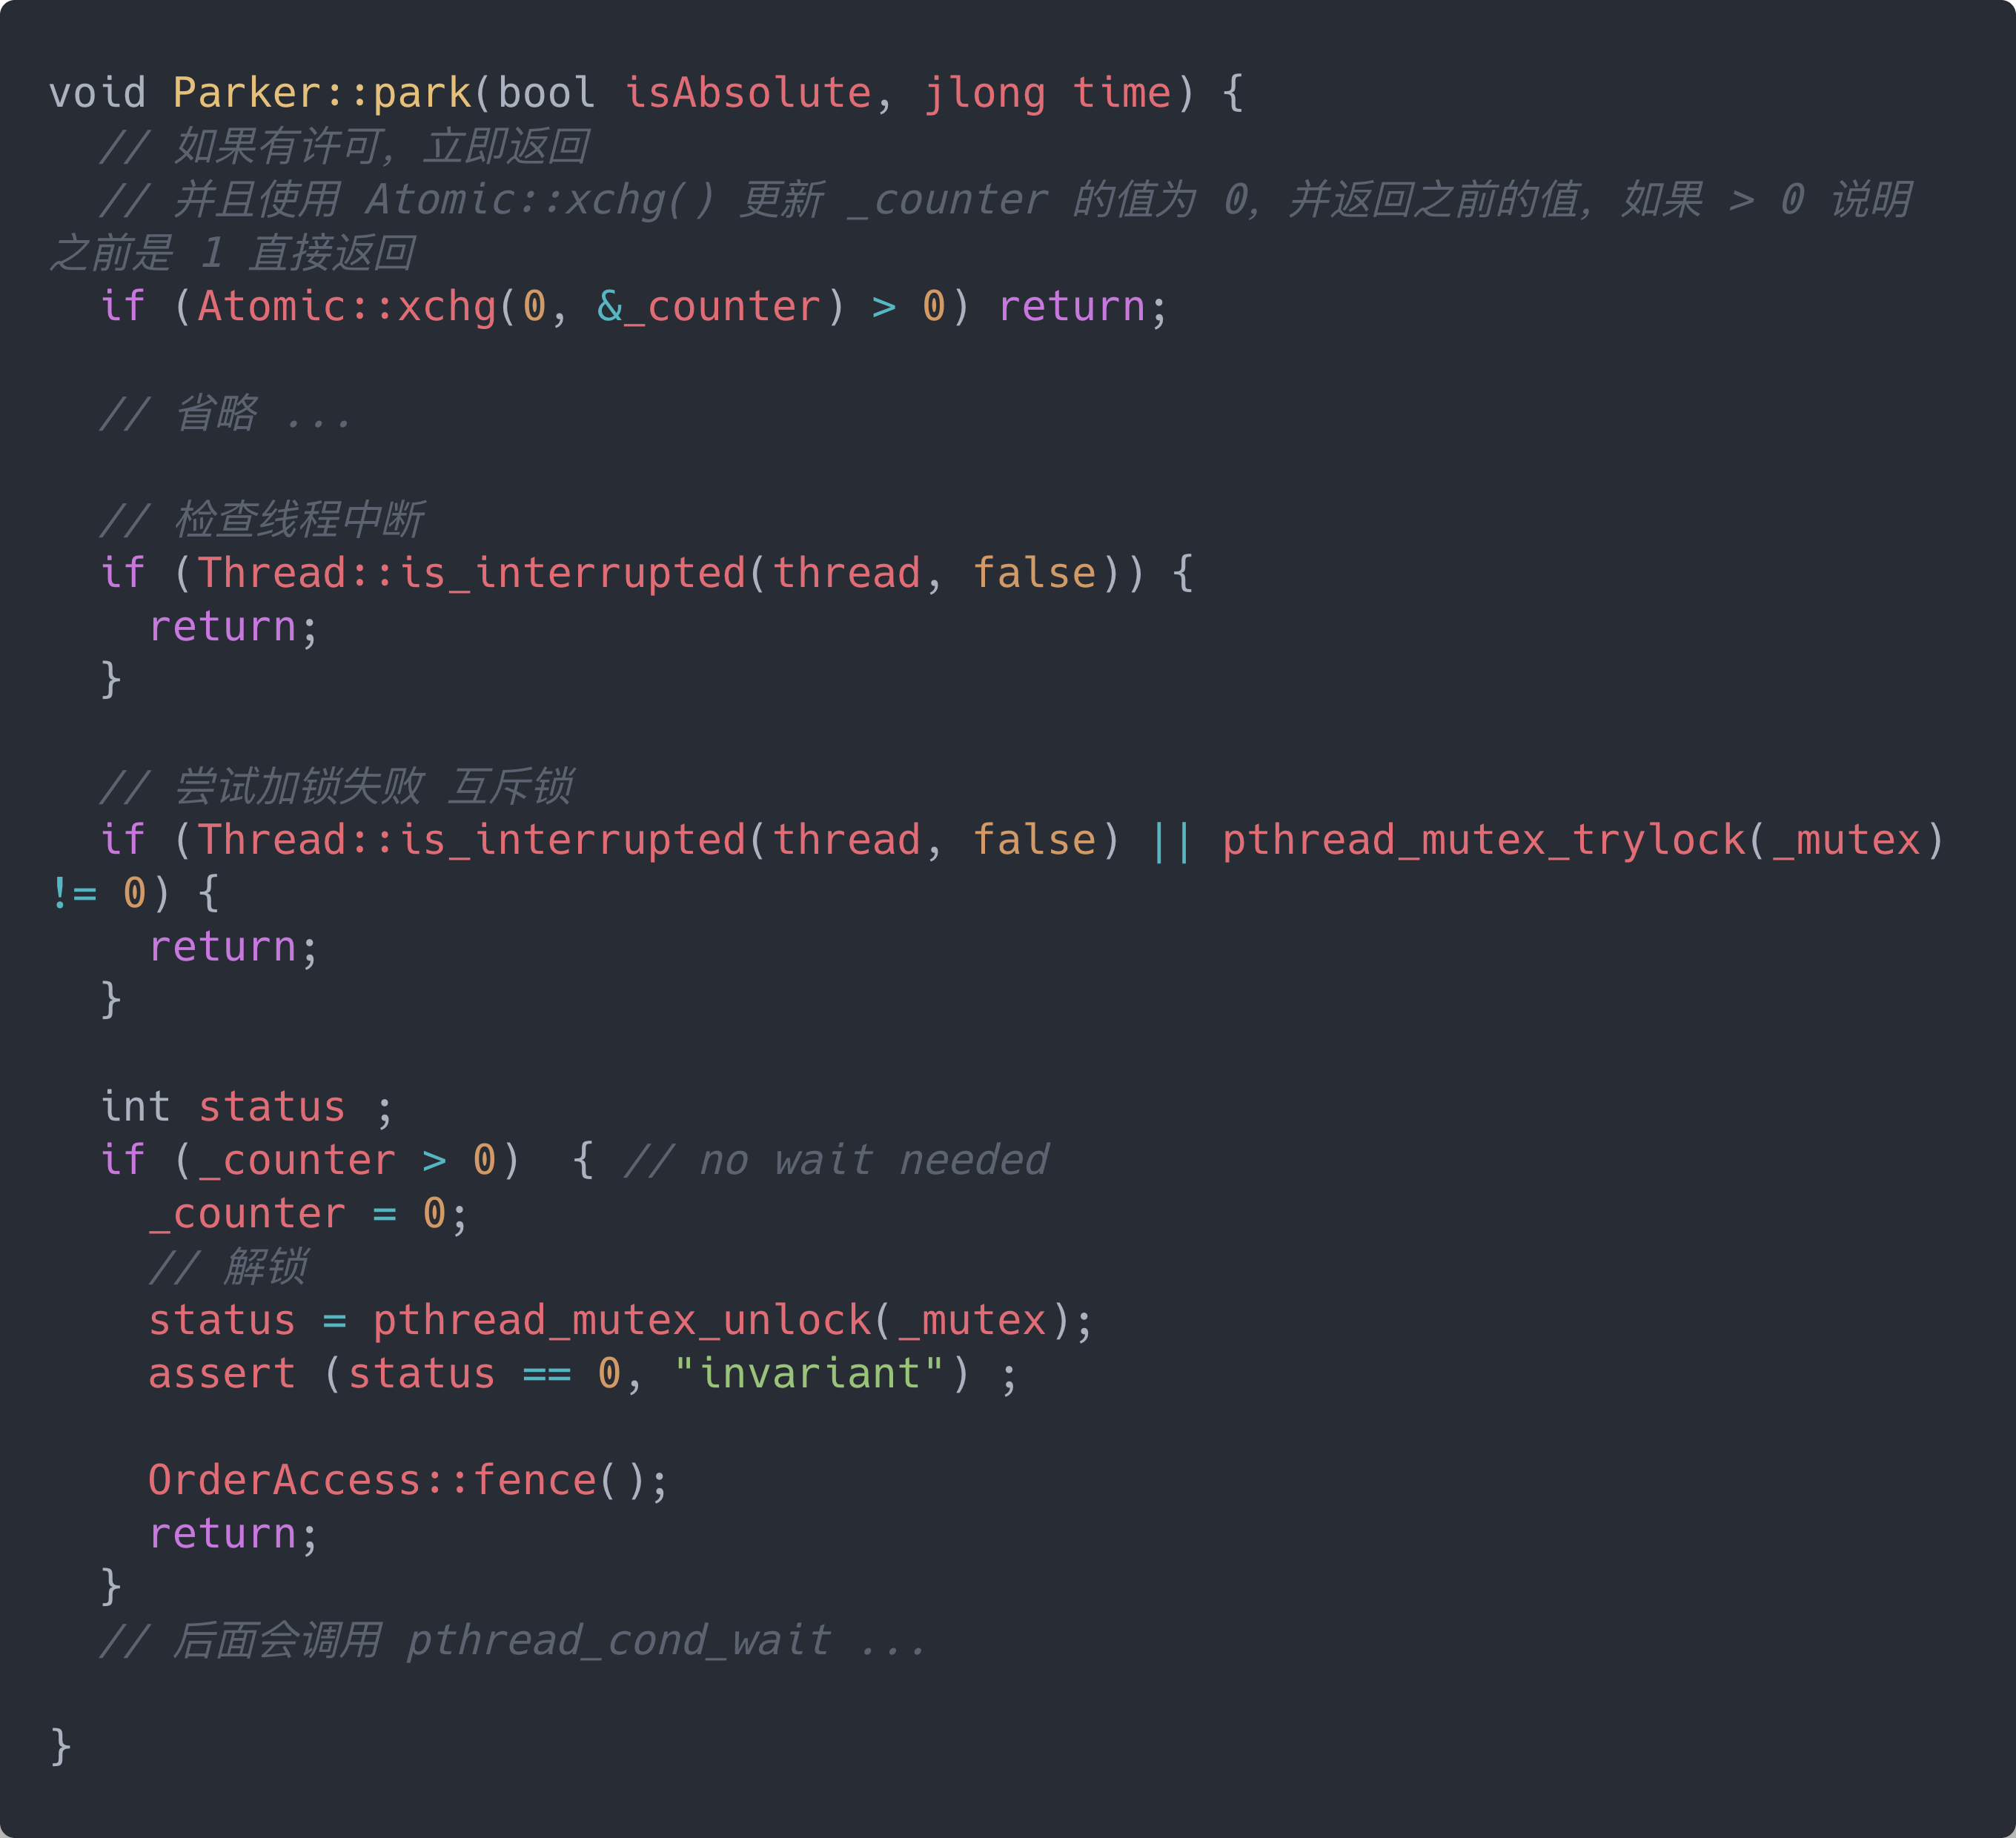 void Parker::park(bool isAbsolute, jlong time) {
  // 如果有许可，立即返回
  // 并且使用 Atomic::xchg() 更新 _counter 的值为 0，并返回之前的值，如果 > 0 说明
之前是 1 直接返回
  if (Atomic::xchg(0, &_counter) > 0) return;
  // 省略 ...
  // 检查线程中断
  if (Thread::is_interrupted(thread, false)) {
    return;
  }
  // 尝试加锁失败 互斥锁
  if (Thread::is_interrupted(thread, false) || pthread_mutex_trylock(_mutex)
!= 0) {
    return;
  }
  int status ;
  if (_counter > 0)  { // no wait needed
    _counter = 0;
    // 解锁
    status = pthread_mutex_unlock(_mutex);
    assert (status == 0, "invariant") ;
    OrderAccess::fence();
    return;
  }
  // 后面会调用 pthread_cond_wait ...
}